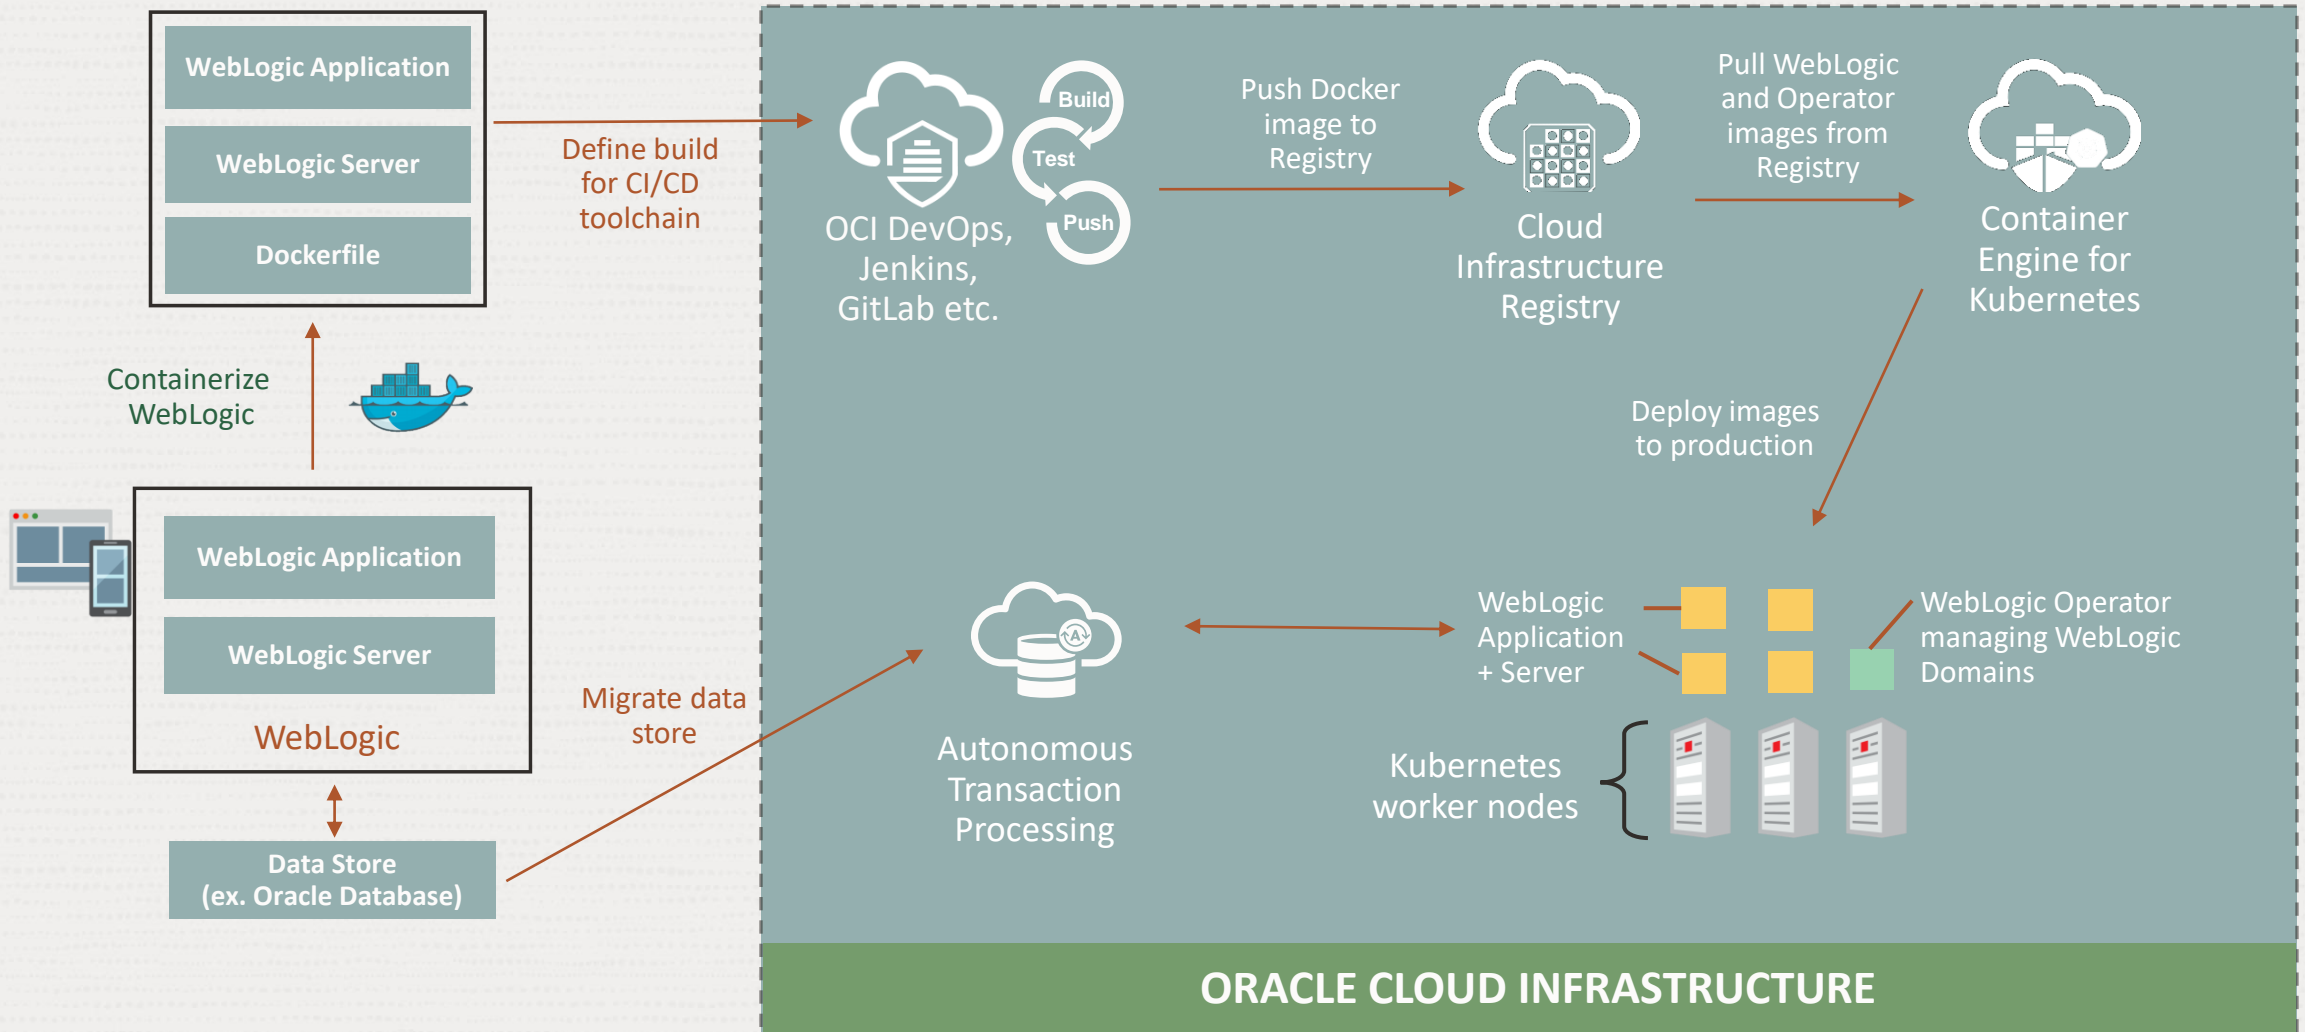 WebLogic Application
WebLogic Server
Dockerfile
Define build
for CI/CD
toolchain
Containerize
WebLogic
WebLogic Application
WebLogic Server
WebLogic
Data Store
(ex. Oracle Database)
Migrate data
store
Build
Test
Push
OCI DevOps,
Jenkins,
GitLab etc.
Push Docker
image to
Registry
Cloud
Infrastructure
Registry
Pull WebLogic
and Operator
images from
Registry
Container
Engine for
Kubernetes
Deploy images
to production
A
Autonomous
Transaction
Processing
WebLogic
Application
+ Server
WebLogic Operator
managing WebLogic
Domains
Kubernetes
worker nodes
ORACLE CLOUD INFRASTRUCTURE